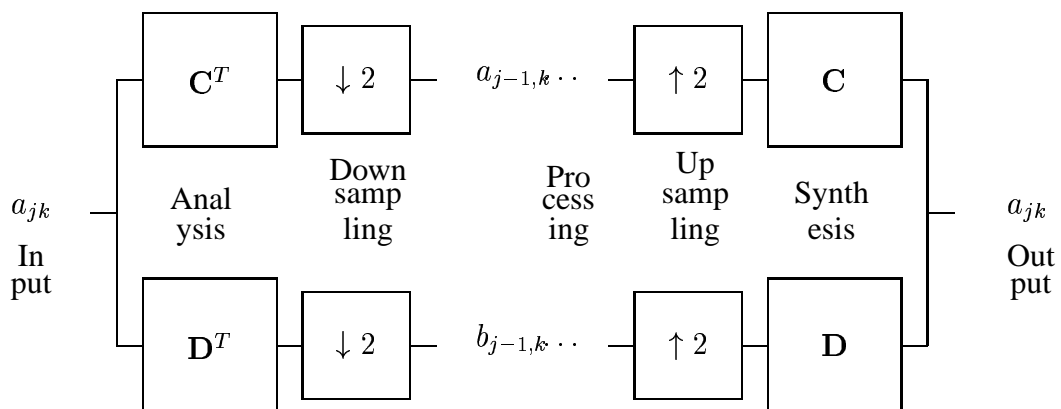 C^T ↓ 2 a_{j−1,k} ·· ↑ 2 C
Down Up
Anal samp Pro samp Synth
ysis ling cess ling esis
ing
a_{jk} a_{jk}
In Out
put put
D^T ↓ 2 b_{j−1,k} ·· ↑ 2 D